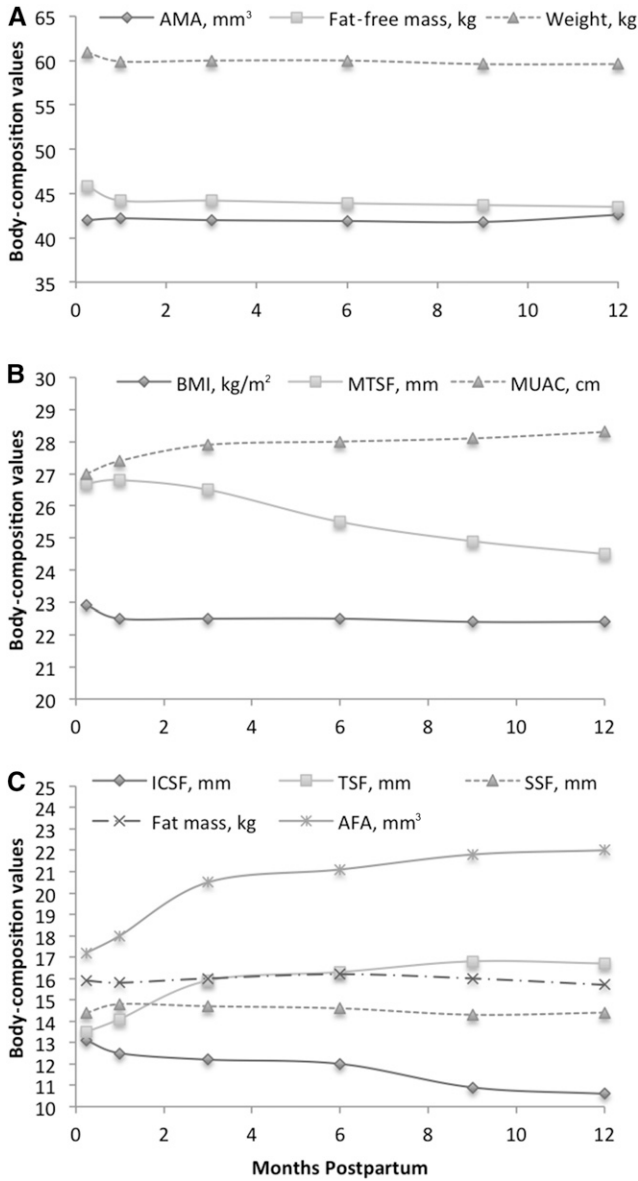 A
AMA, mm³ Fat-free mass, kg Weight, kg
Body-composition values
65
60
55
50
45
40
35
0 2 4 6 8 10 12
B
BMI, kg/m² MTSF, mm MUAC, cm
Body-composition values
30
29
28
27
26
25
24
23
22
21
20
0 2 4 6 8 10 12
C
ICSF, mm TSF, mm SSF, mm
Fat mass, kg AFA, mm³
Body-composition values
25
24
23
22
21
20
19
18
17
16
15
14
13
12
11
10
0 2 4 6 8 10 12
Months Postpartum